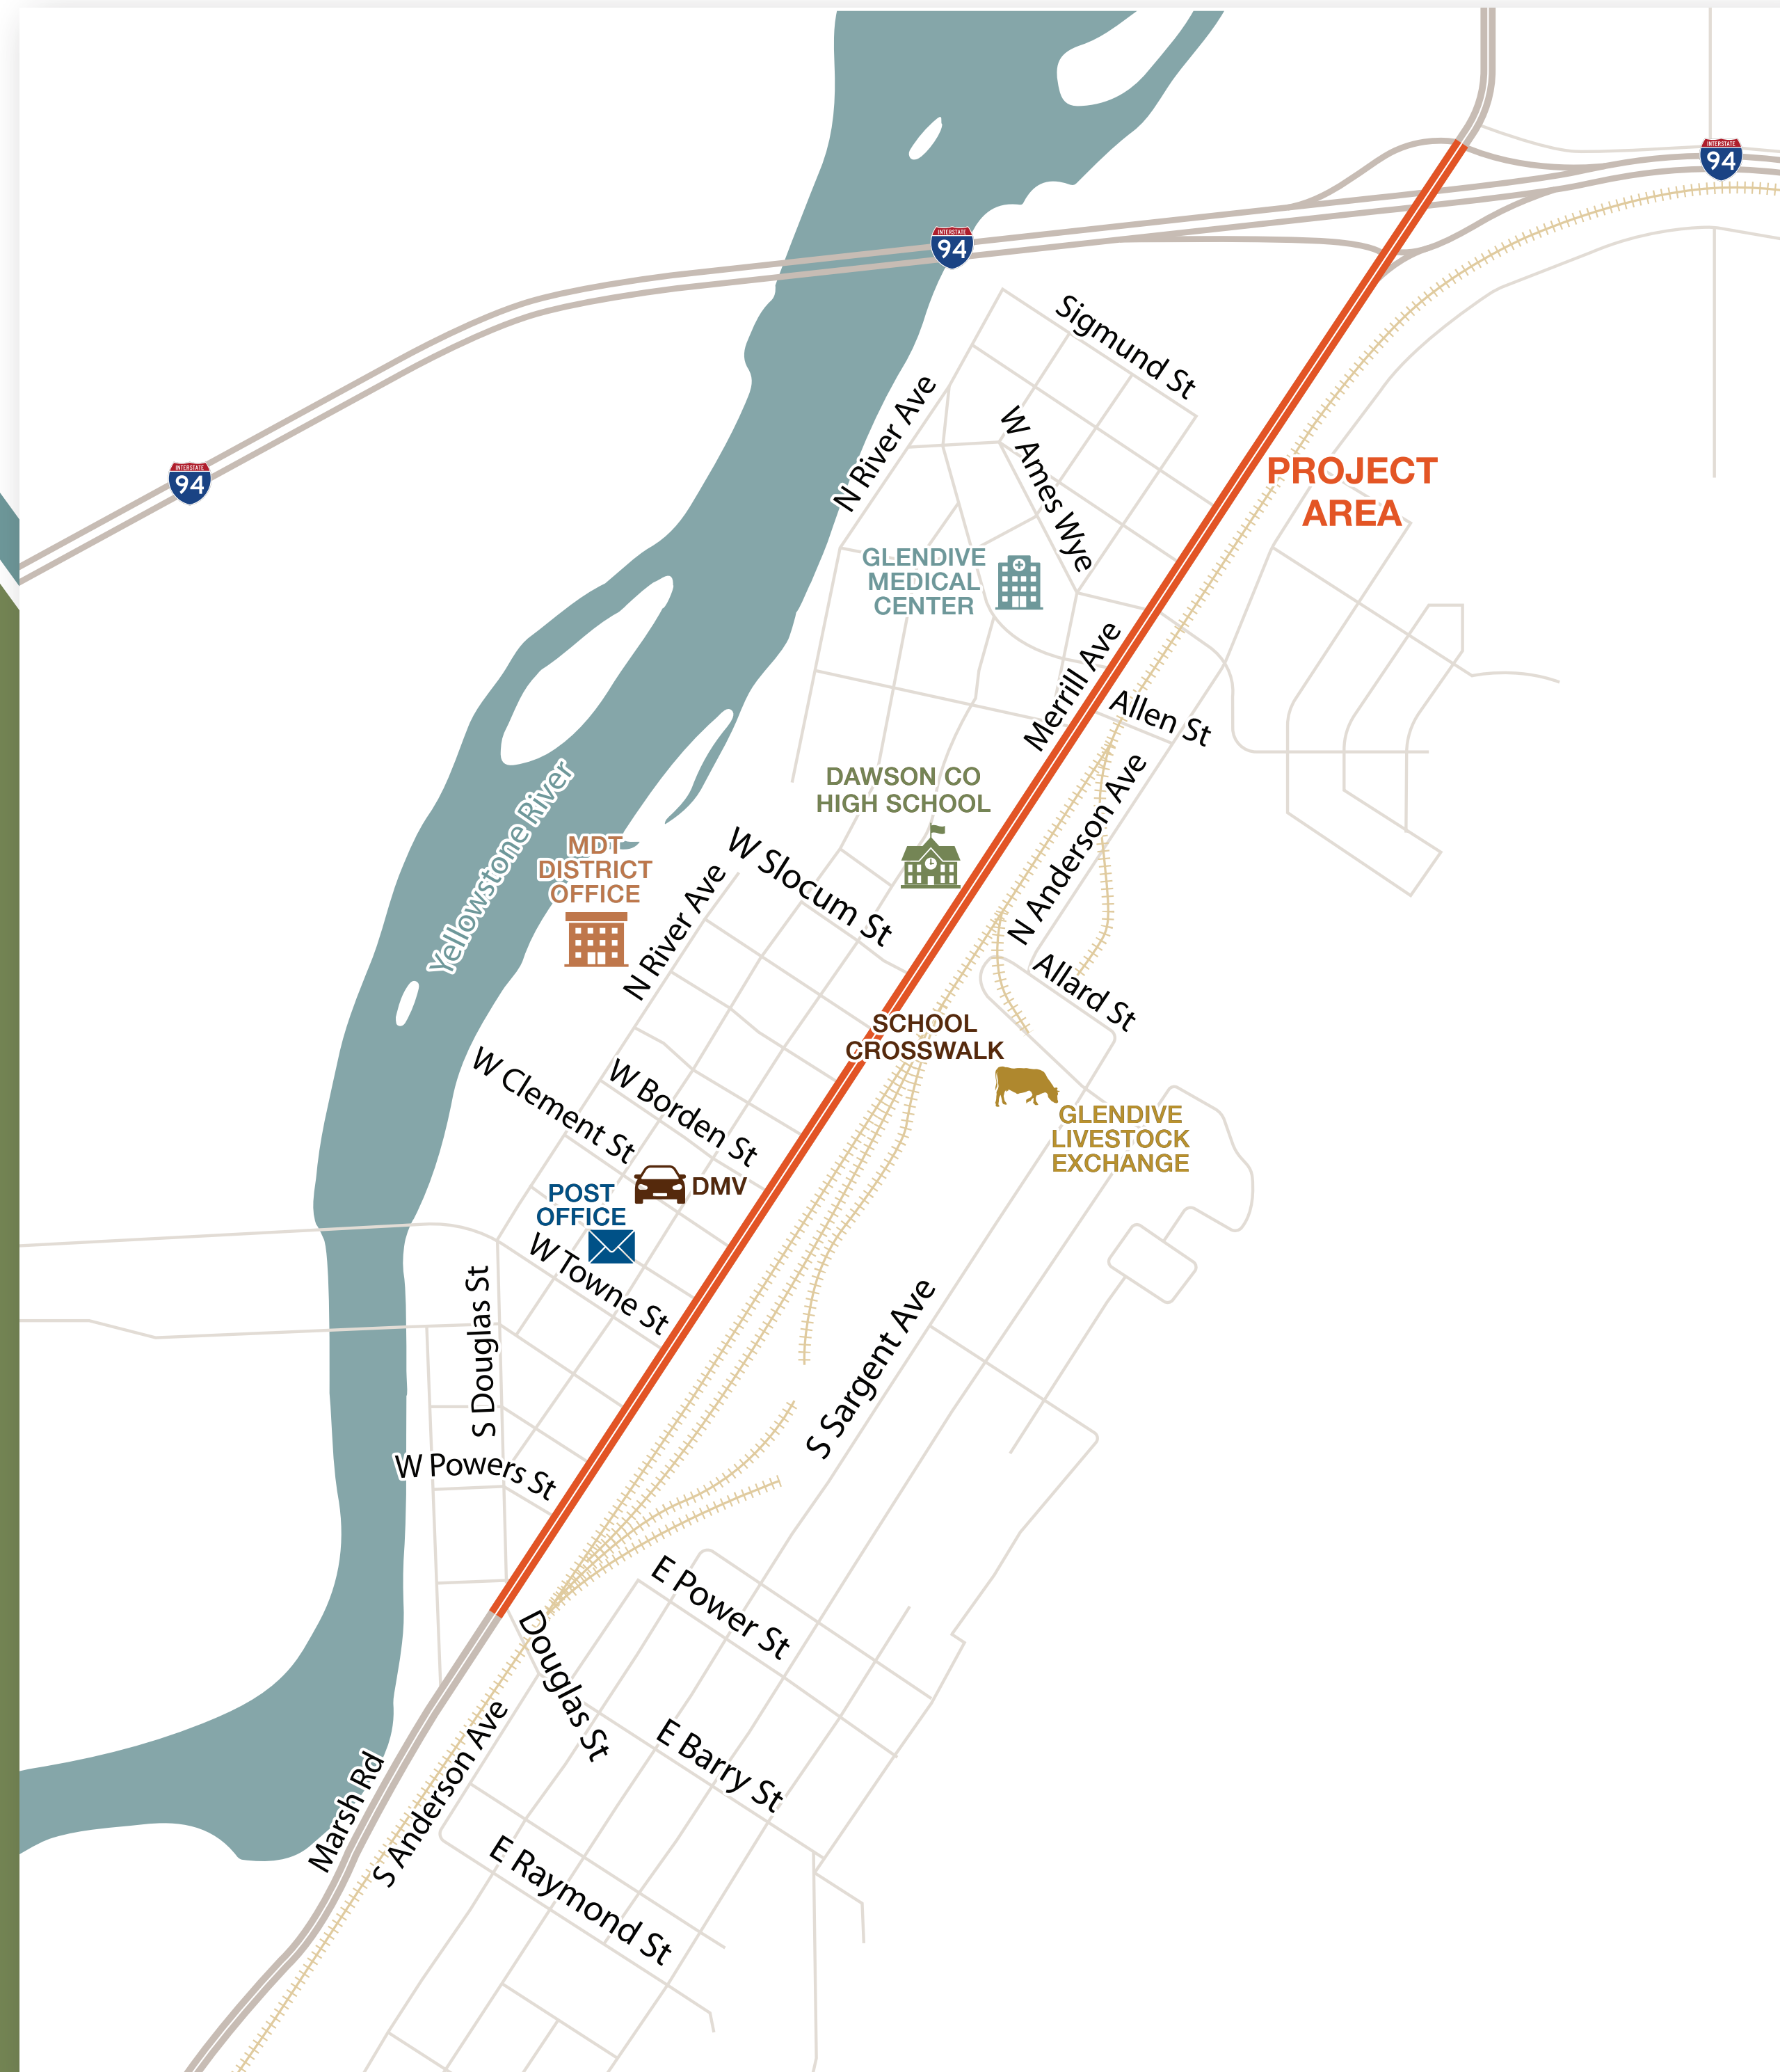 INTERSTATE
94
INTERSTATE
94
Sigmund St
N River Ave
W Ames Wye
INTERSTATE
94
PROJECT
AREA
GLENDIVE
MEDICAL
CENTER
Merrill Ave
Allen St
DAWSON CO
HIGH SCHOOL
N Anderson Ave
Yellowstone River
MDT
DISTRICT
OFFICE
W Slocum St
N River Ave
Allard St
SCHOOL
CROSSWALK
W Clement St
W Borden St
GLENDIVE
LIVESTOCK
EXCHANGE
DMV
POST
OFFICE
W Towne St
S Douglas St
S Sargent Ave
W Powers St
E Power St
Douglas St
Marsh Rd
S Anderson Ave
E Barry St
E Raymond St